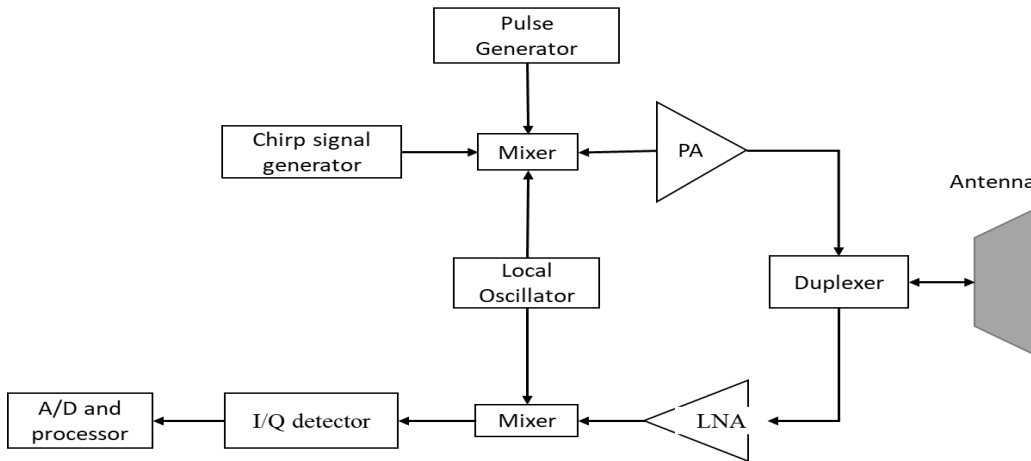 Pulse
Generator
Chirp signal
generator
Mixer
PA
Antenna
Local
Oscillator
Duplexer
A/D and
processor
I/Q detector
Mixer
LNA